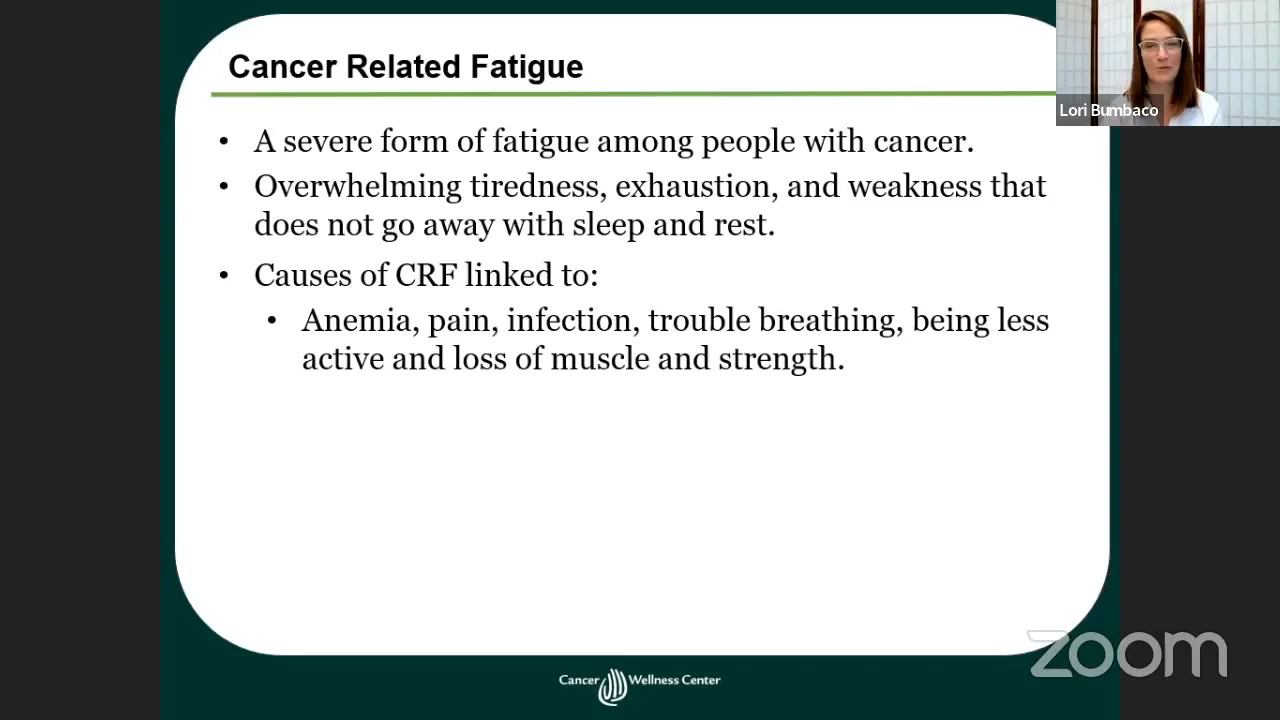 Cancer Related Fatigue
Lori Bumbaco
• A severe form of fatigue among people with cancer.
• Overwhelming tiredness, exhaustion, and weakness that
does not go away with sleep and rest.
• Causes of CRF linked to:
• Anemia, pain, infection, trouble breathing, being less
active and loss of muscle and strength.
zoom
Cancer Wellness Center